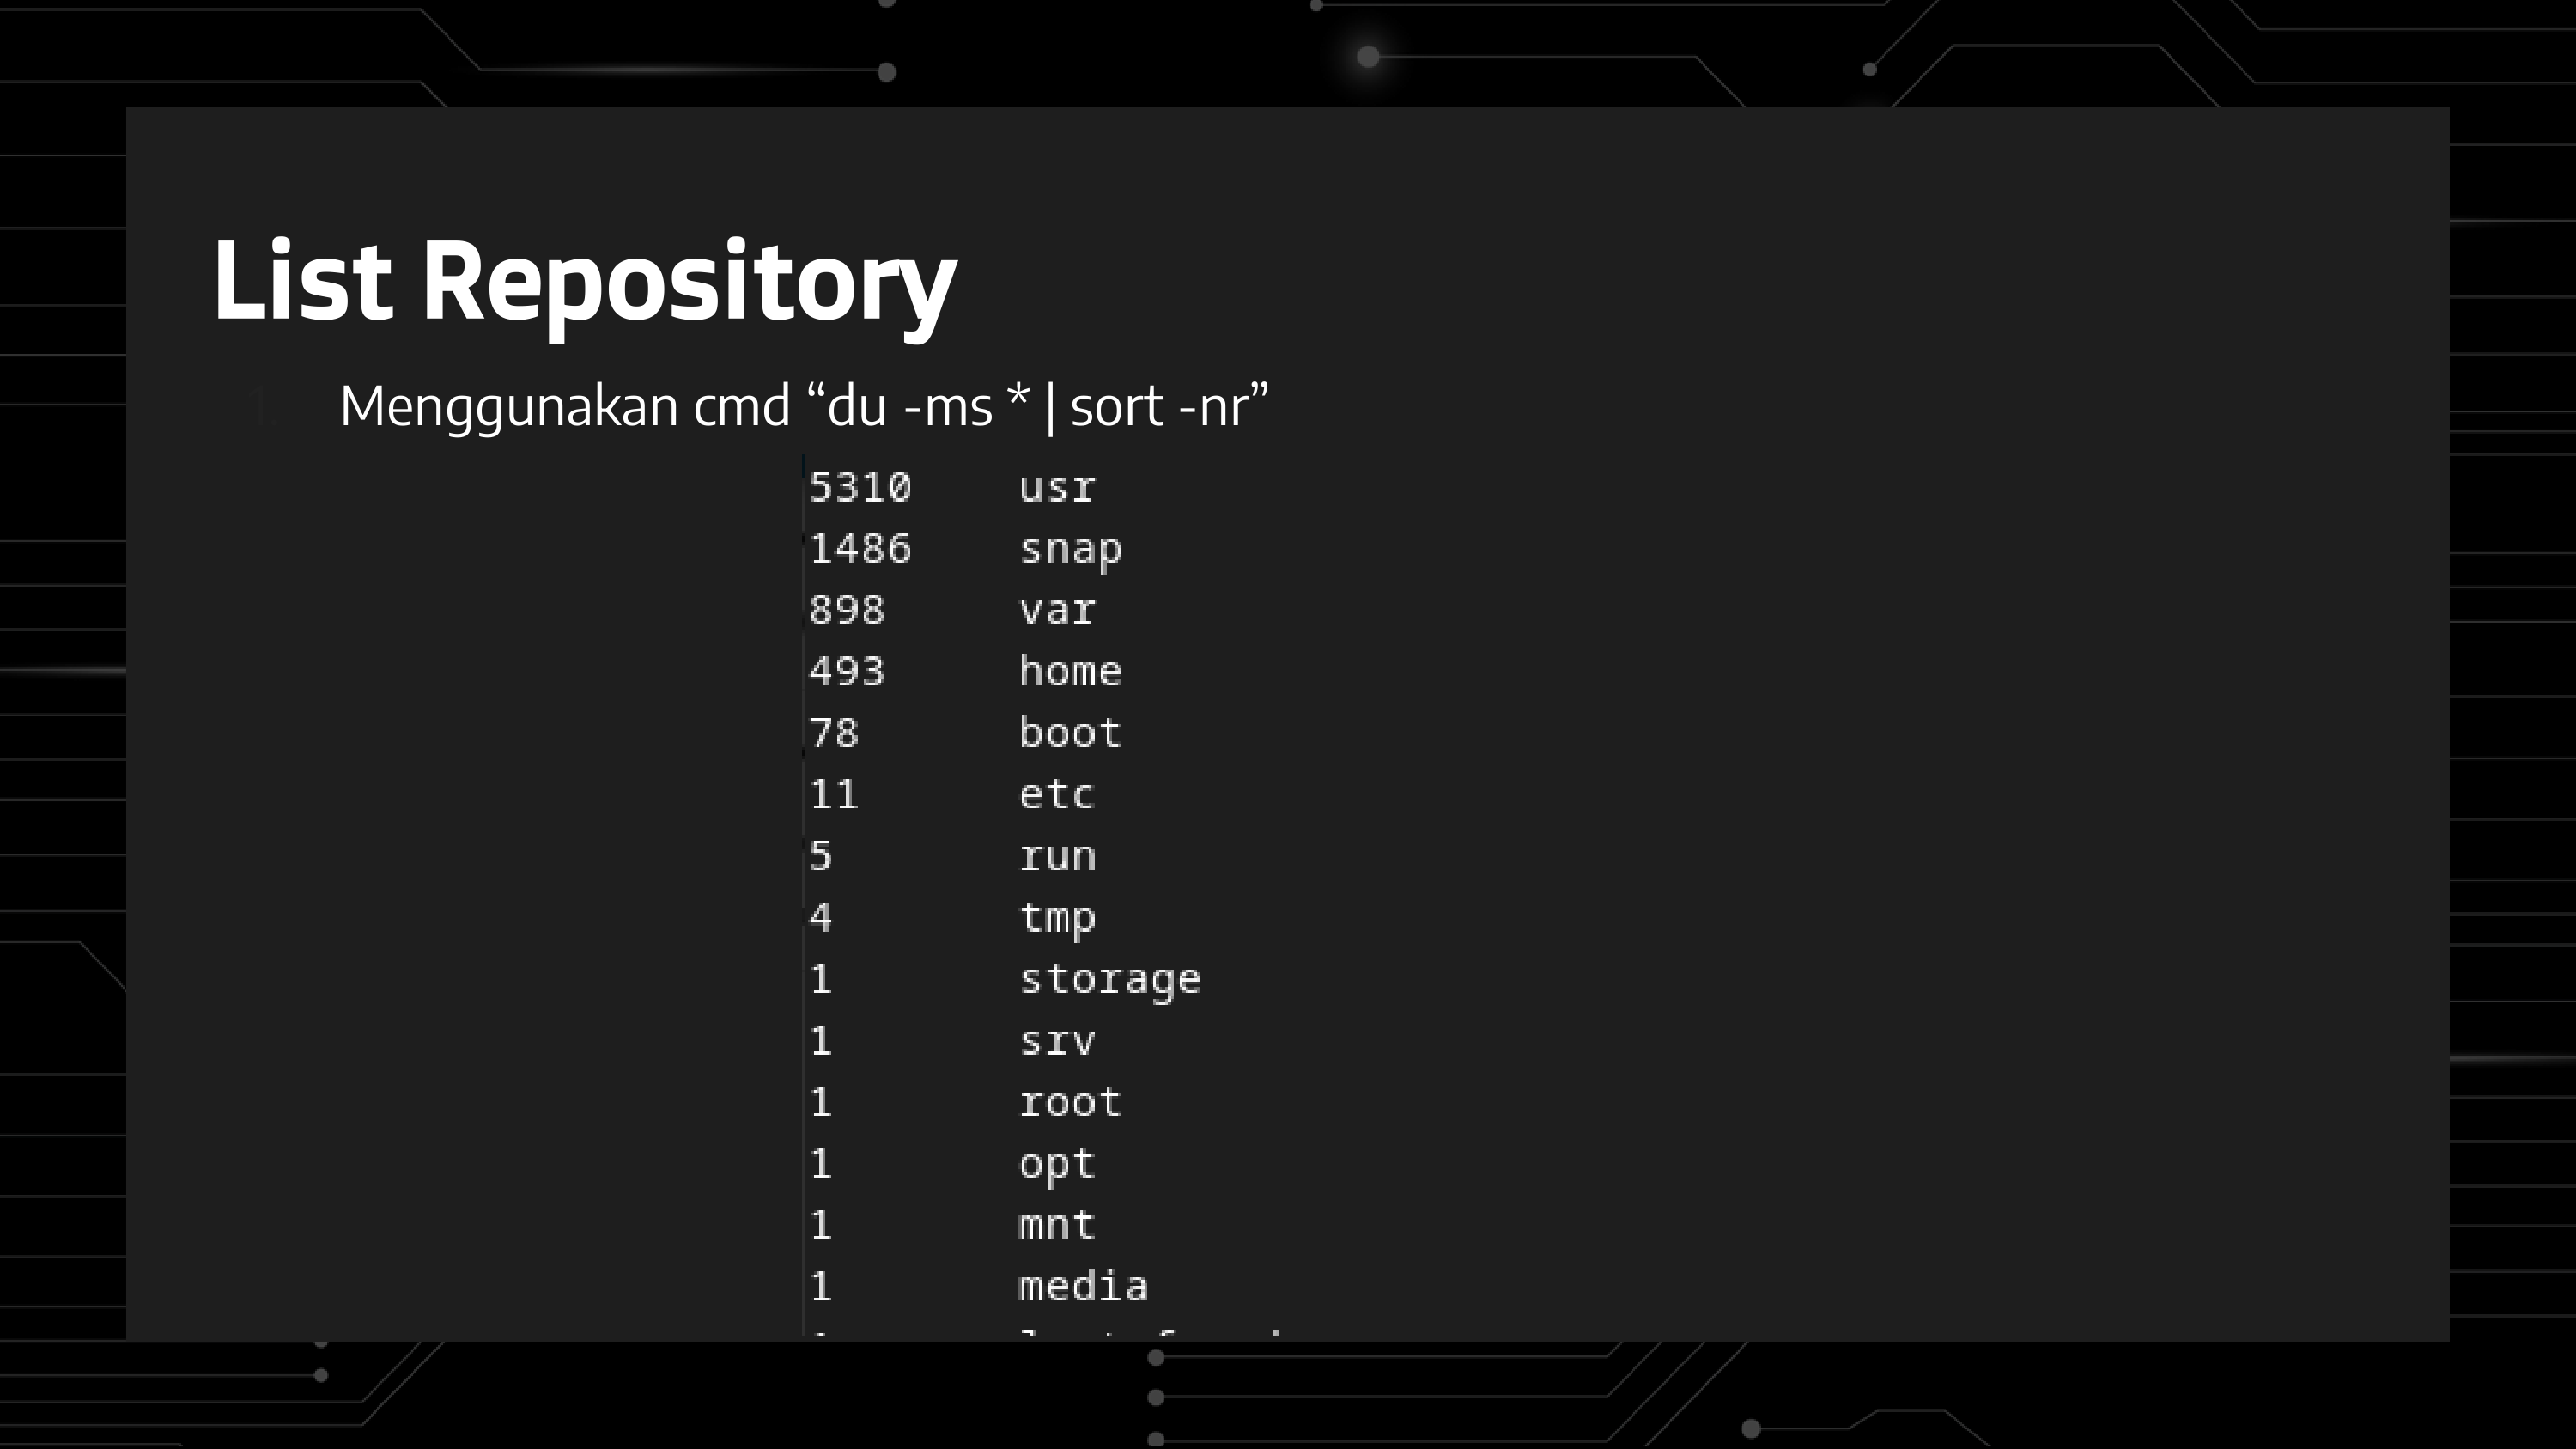 List Repository
1. Menggunakan cmd “du -ms * | sort -nr”
5310 usr
1486 snap
898 var
493 home
78 boot
11 etc
5 run
4 tmp
1 storage
1 srv
1 root
1 opt
1 mnt
1 media